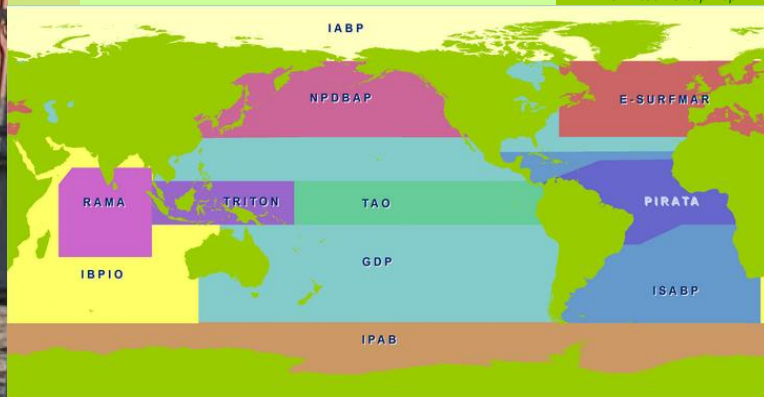 IABP
NPDBAP
E-SURFMAR
RAMA
TRITON
TAO
PIRATA
GDP
IBPIO
ISABP
IPAB